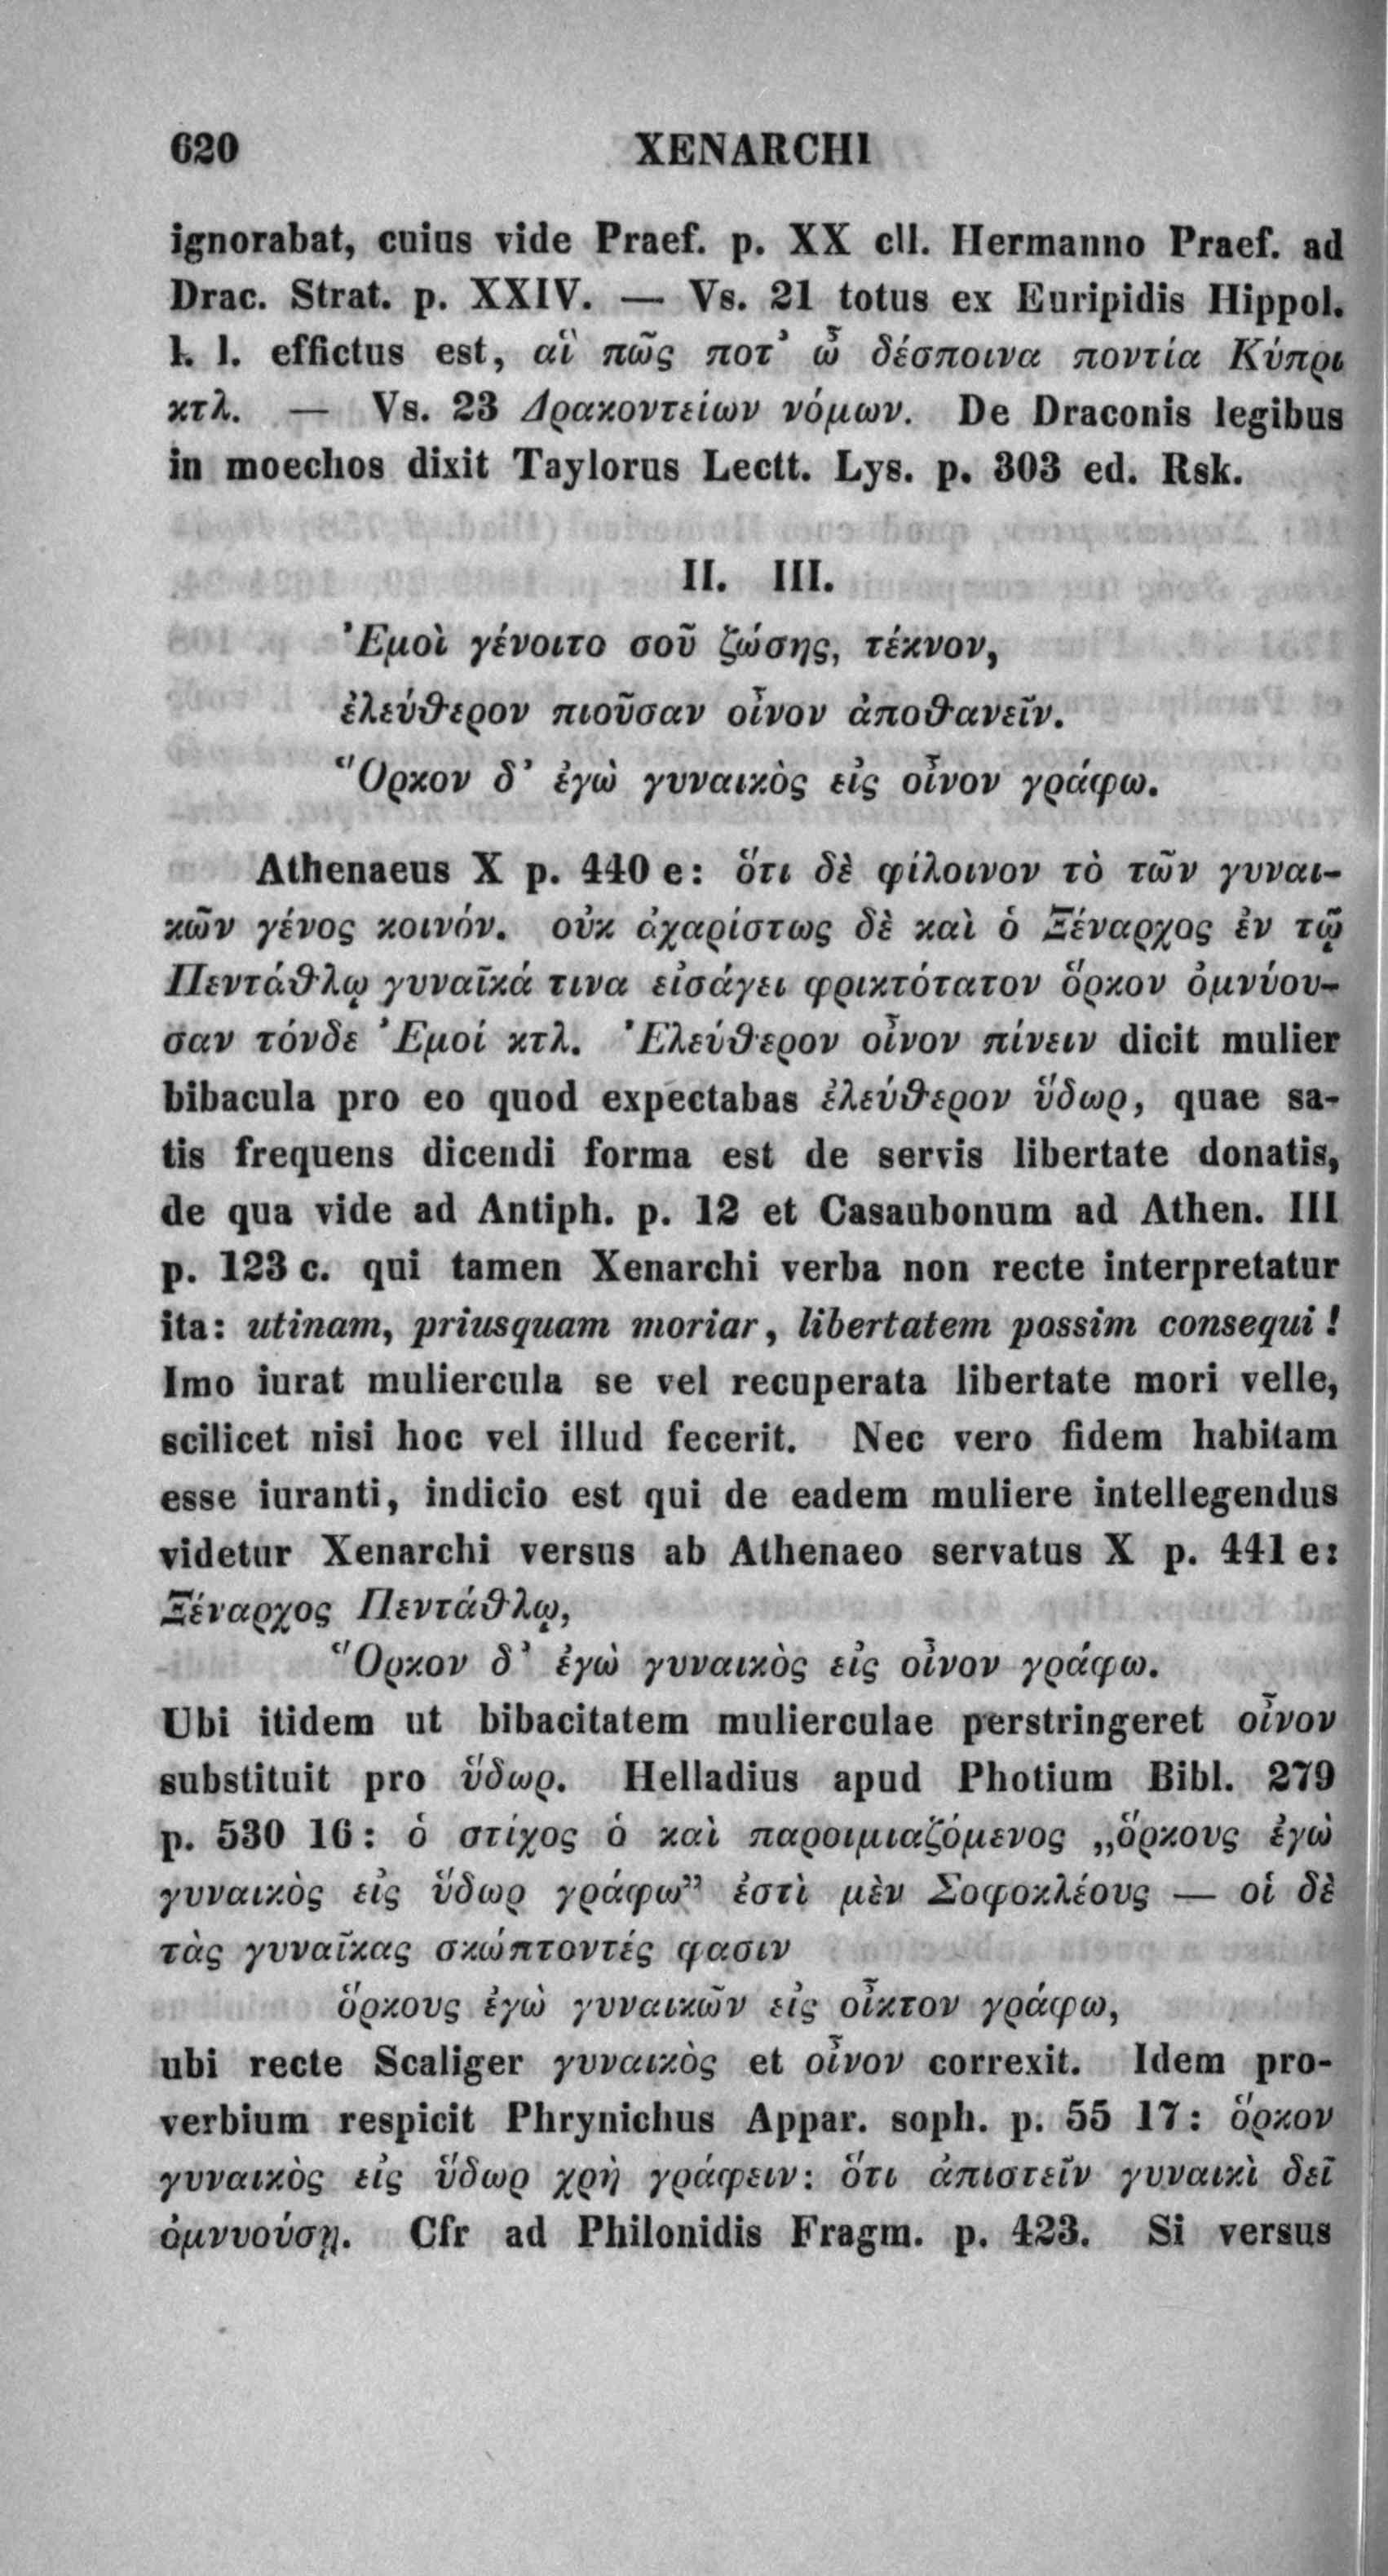 620 XENARCHI
ignorabat, cuius vide Praef. p. XX cll. Hermanno Praef. ad
Drac. Strat. p. XXIV. — Vs. 21 totus ex Euripidis Hippol.
l. l. effictus est, αἳ πῶς ποτ᾽ ὦ δέσποινα ποντία Κύπρι
κτλ. — Vs. 23 Δρακοντείων νόμων. De Draconis legibus
in moechos dixit Taylorus Lectt. Lys. p. 303 ed. Rsk.
II. III.
Ἐμοὶ γένοιτο σοῦ ζώσης, τέκνον,
ἐλεύθερον πιοῦσαν οἶνον ἀποθανεῖν.
Ὅρκον δ᾽ ἐγὼ γυναικὸς εἰς οἶνον γράφω.
Athenaeus X p. 440 e: ὅτι δὲ φίλοινον τὸ τῶν γυναι-
κῶν γένος κοινόν. οὐκ ἀχαρίστως δὲ καὶ ὁ Ξέναρχος ἐν τῷ
Πεντάθλῳ γυναῖκά τινα εἰσάγει φρικτότατον ὅρκον ὀμνύου-
σαν τόνδε Ἐμοί κτλ. Ἐλεύθερον οἶνον πίνειν dicit mulier
bibacula pro eo quod expectabas ἐλεύθερον ὕδωρ, quae sa-
tis frequens dicendi forma est de servis libertate donatis,
de qua vide ad Antiph. p. 12 et Casaubonum ad Athen. III
p. 123 c. qui tamen Xenarchi verba non recte interpretatur
ita: utinam, priusquam moriar, libertatem possim consequi!
Imo iurat muliercula se vel recuperata libertate mori velle,
scilicet nisi hoc vel illud fecerit. Nec vero fidem habitam
esse iuranti, indicio est qui de eadem muliere intellegendus
videtur Xenarchi versus ab Athenaeo servatus X p. 441 e:
Ξέναρχος Πεντάθλῳ,
Ὅρκον δ᾽ ἐγὼ γυναικὸς εἰς οἶνον γράφω.
Ubi itidem ut bibacitatem mulierculae perstringeret οἶνον
substituit pro ὕδωρ. Helladius apud Photium Bibl. 279
p. 530 16: ὁ στίχος ὁ καὶ παροιμιαζόμενος „ὅρκους ἐγὼ
γυναικὸς εἰς ὕδωρ γράφω” ἐστὶ μὲν Σοφοκλέους — οἱ δὲ
τὰς γυναῖκας σκώπτοντές φασιν
ὅρκους ἐγὼ γυναικῶν εἰς οἶκτον γράφω,
ubi recte Scaliger γυναικὸς et οἶνον correxit. Idem pro-
verbium respicit Phrynichus Appar. soph. p. 55 17: ὅρκον
γυναικὸς εἰς ὕδωρ χρὴ γράφειν: ὅτι ἀπιστεῖν γυναικὶ δεῖ
ὀμνυούσῃ. Cfr ad Philonidis Fragm. p. 423. Si versus